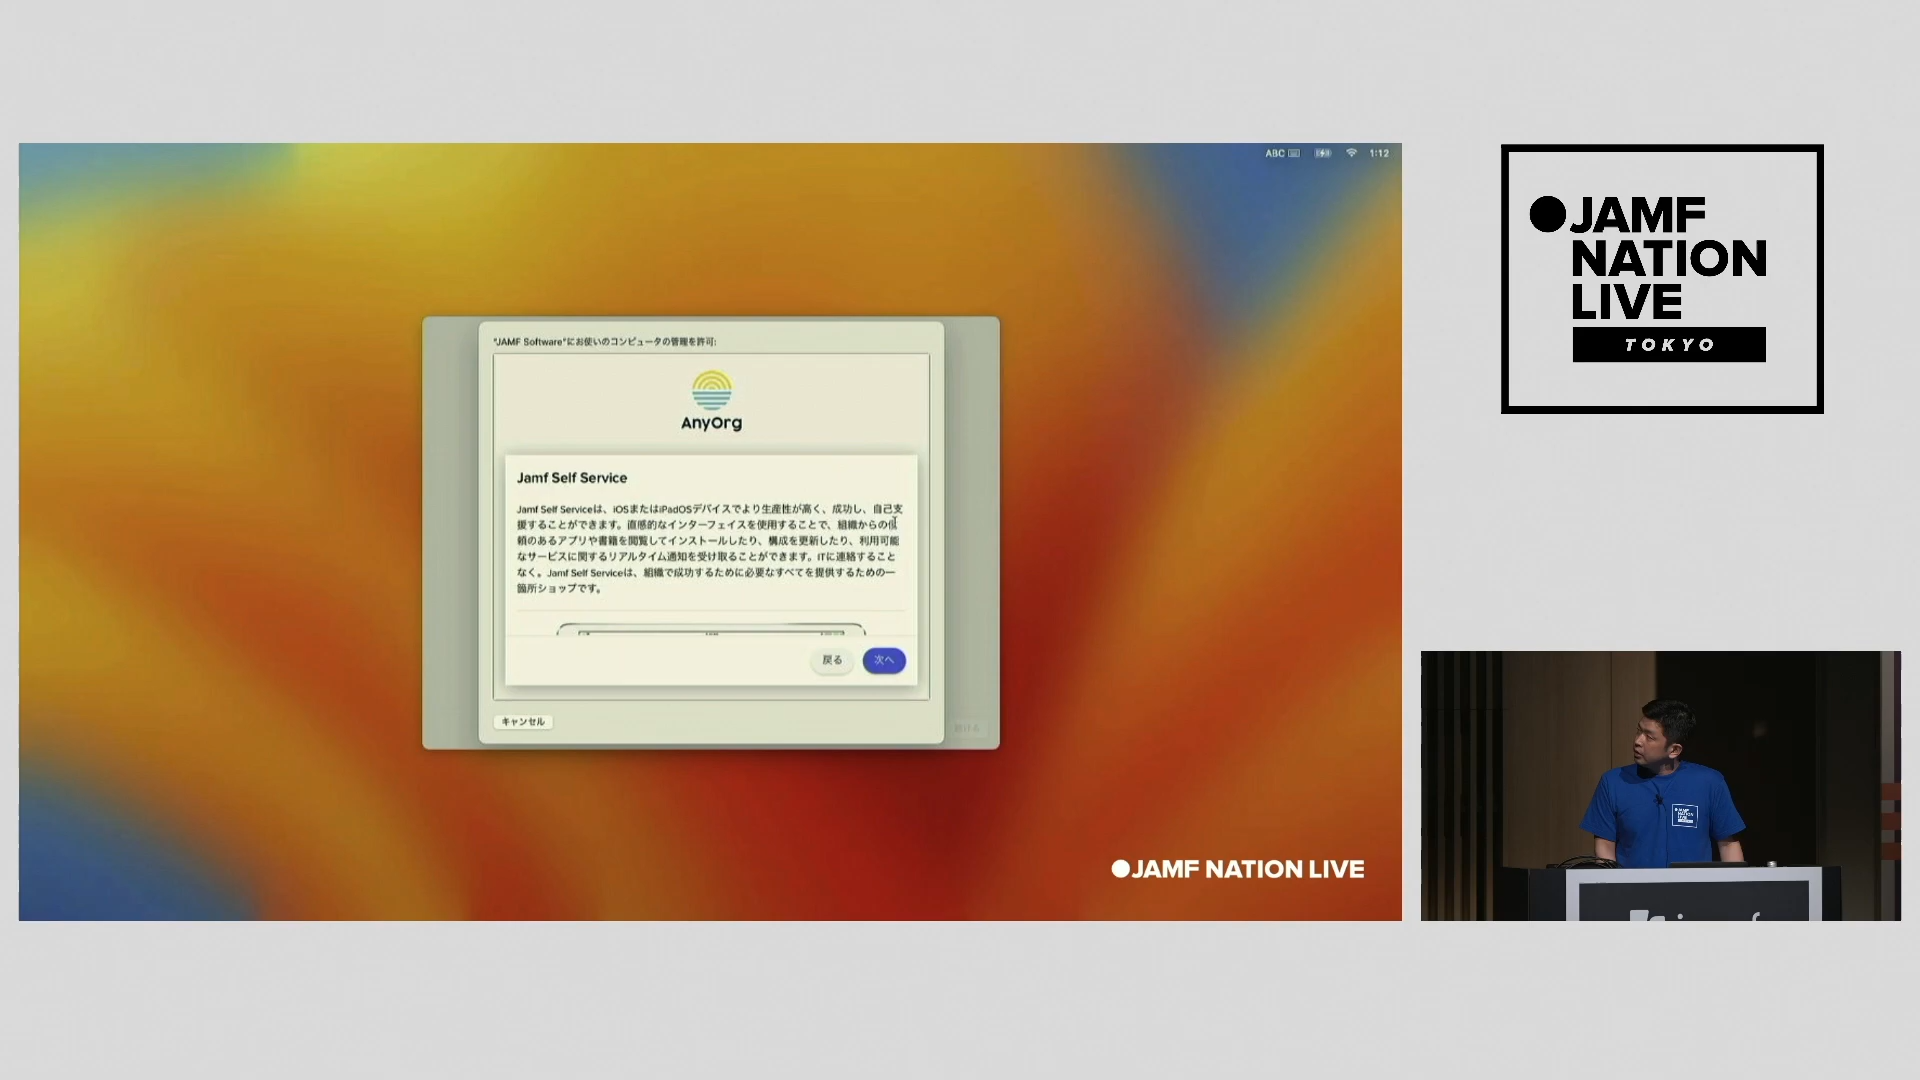 ABC
1:12
"JAMF Software"にお使いのコンピュータの管理を許可:
AnyOrg
Jamf Self Service
Jamf Self Serviceは、iOSまたはiPadOSデバイスでより生産性が高く、成功し、自己支
援することができます。直感的なインターフェイスを使用することで、組織からの信
頼のあるアプリや書籍を閲覧してインストールしたり、構成を更新したり、利用可能
なサービスに関するリアルタイム通知を受け取ることができます。ITに連絡すること
なく。Jamf Self Serviceは、組織で成功するために必要なすべてを提供するための一
箇所ショップです。
戻る
次へ
キャンセル
続ける
JAMF NATION LIVE
JAMF
NATION
LIVE
TOKYO
JAMF
NATION
LIVE